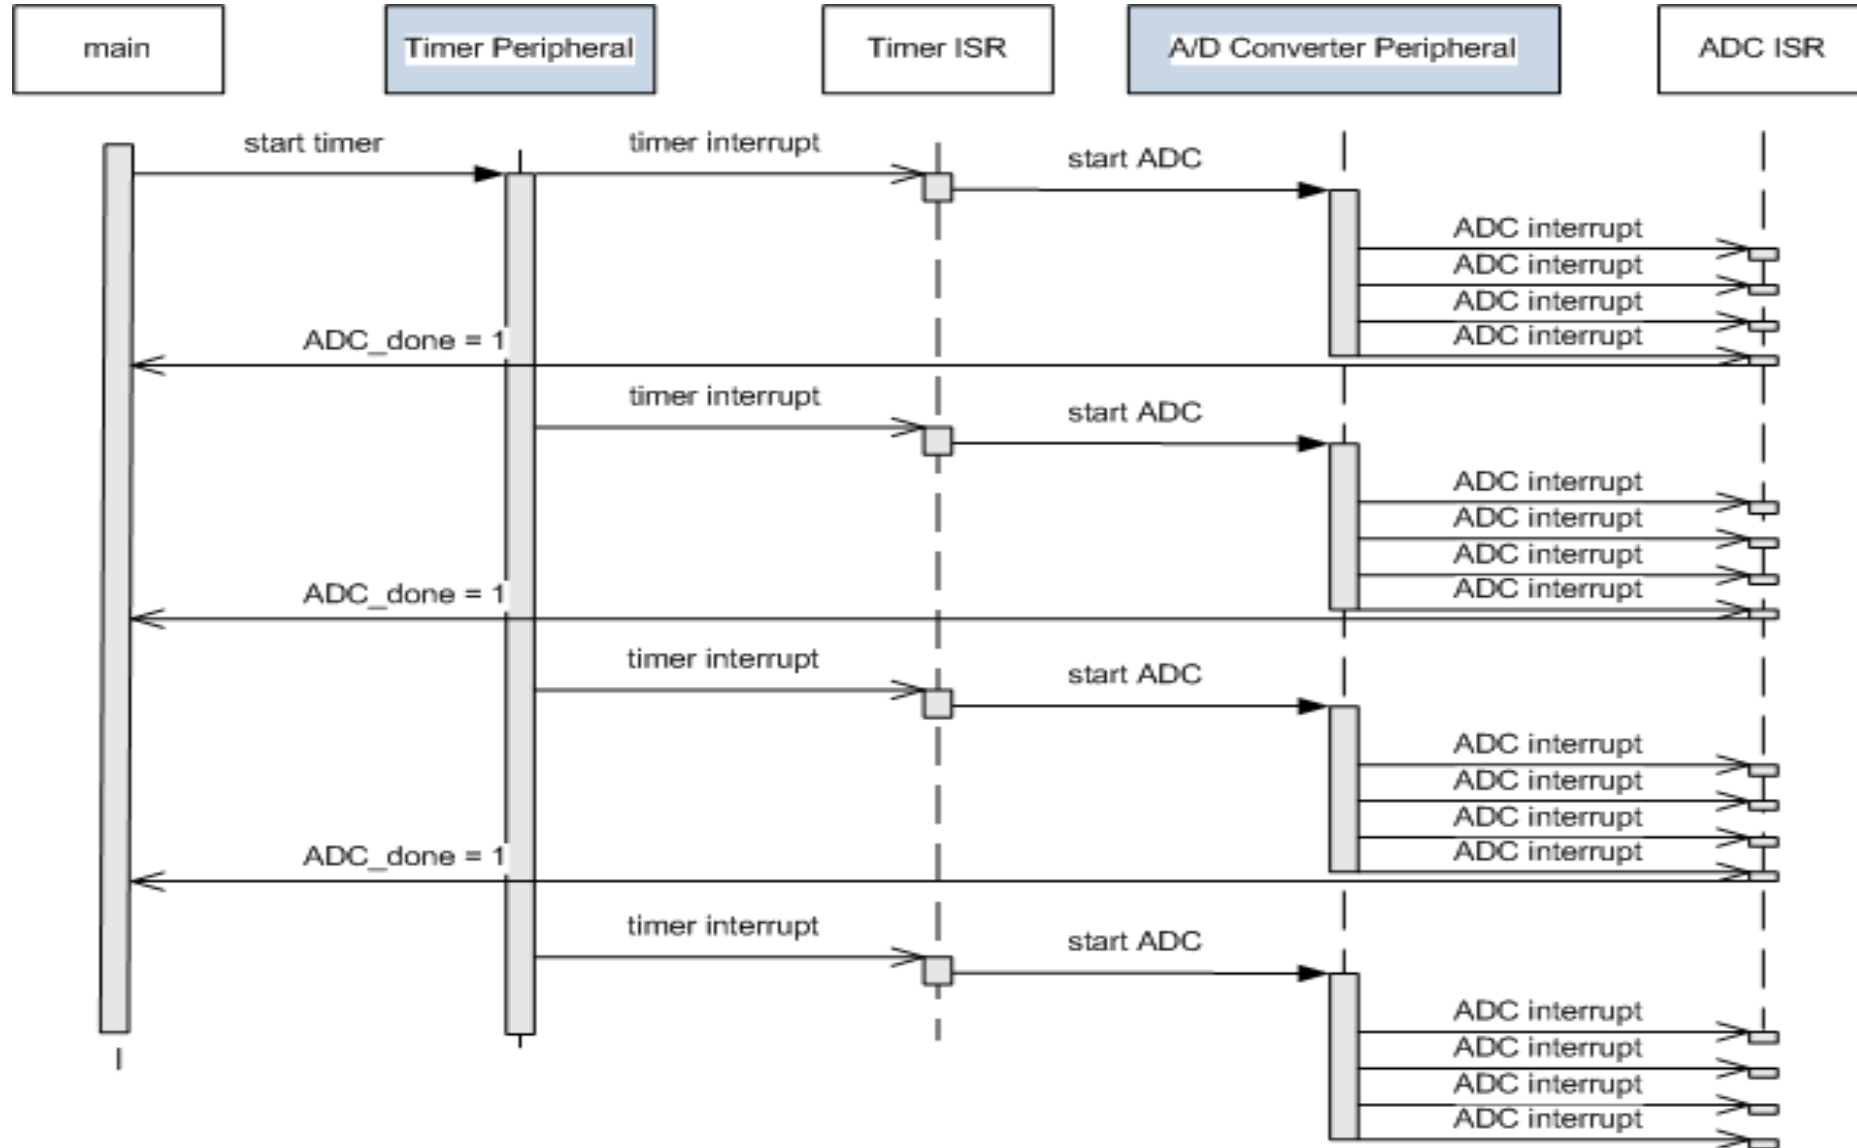 main
Timer Peripheral
Timer ISR
A/D Converter Peripheral
ADC ISR
start timer
timer interrupt
start ADC
ADC interrupt
ADC interrupt
ADC interrupt
ADC interrupt
ADC_done = 1
timer interrupt
start ADC
ADC interrupt
ADC interrupt
ADC interrupt
ADC interrupt
ADC_done = 1
timer interrupt
start ADC
ADC interrupt
ADC interrupt
ADC interrupt
ADC interrupt
ADC_done = 1
timer interrupt
start ADC
ADC interrupt
ADC interrupt
ADC interrupt
ADC interrupt